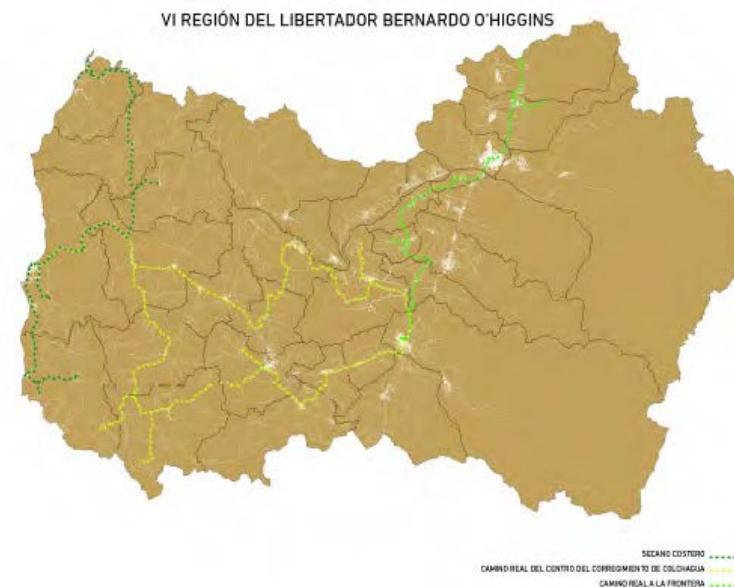 VI REGIÓN DEL LIBERTADOR BERNARDO O'HIGGINS
SECANO COSTERO
CAMINO REAL DEL CENTRO DEL CORREGIMIENTO DE COLCHAGUA
CAMINO REAL A LA FRONTERA